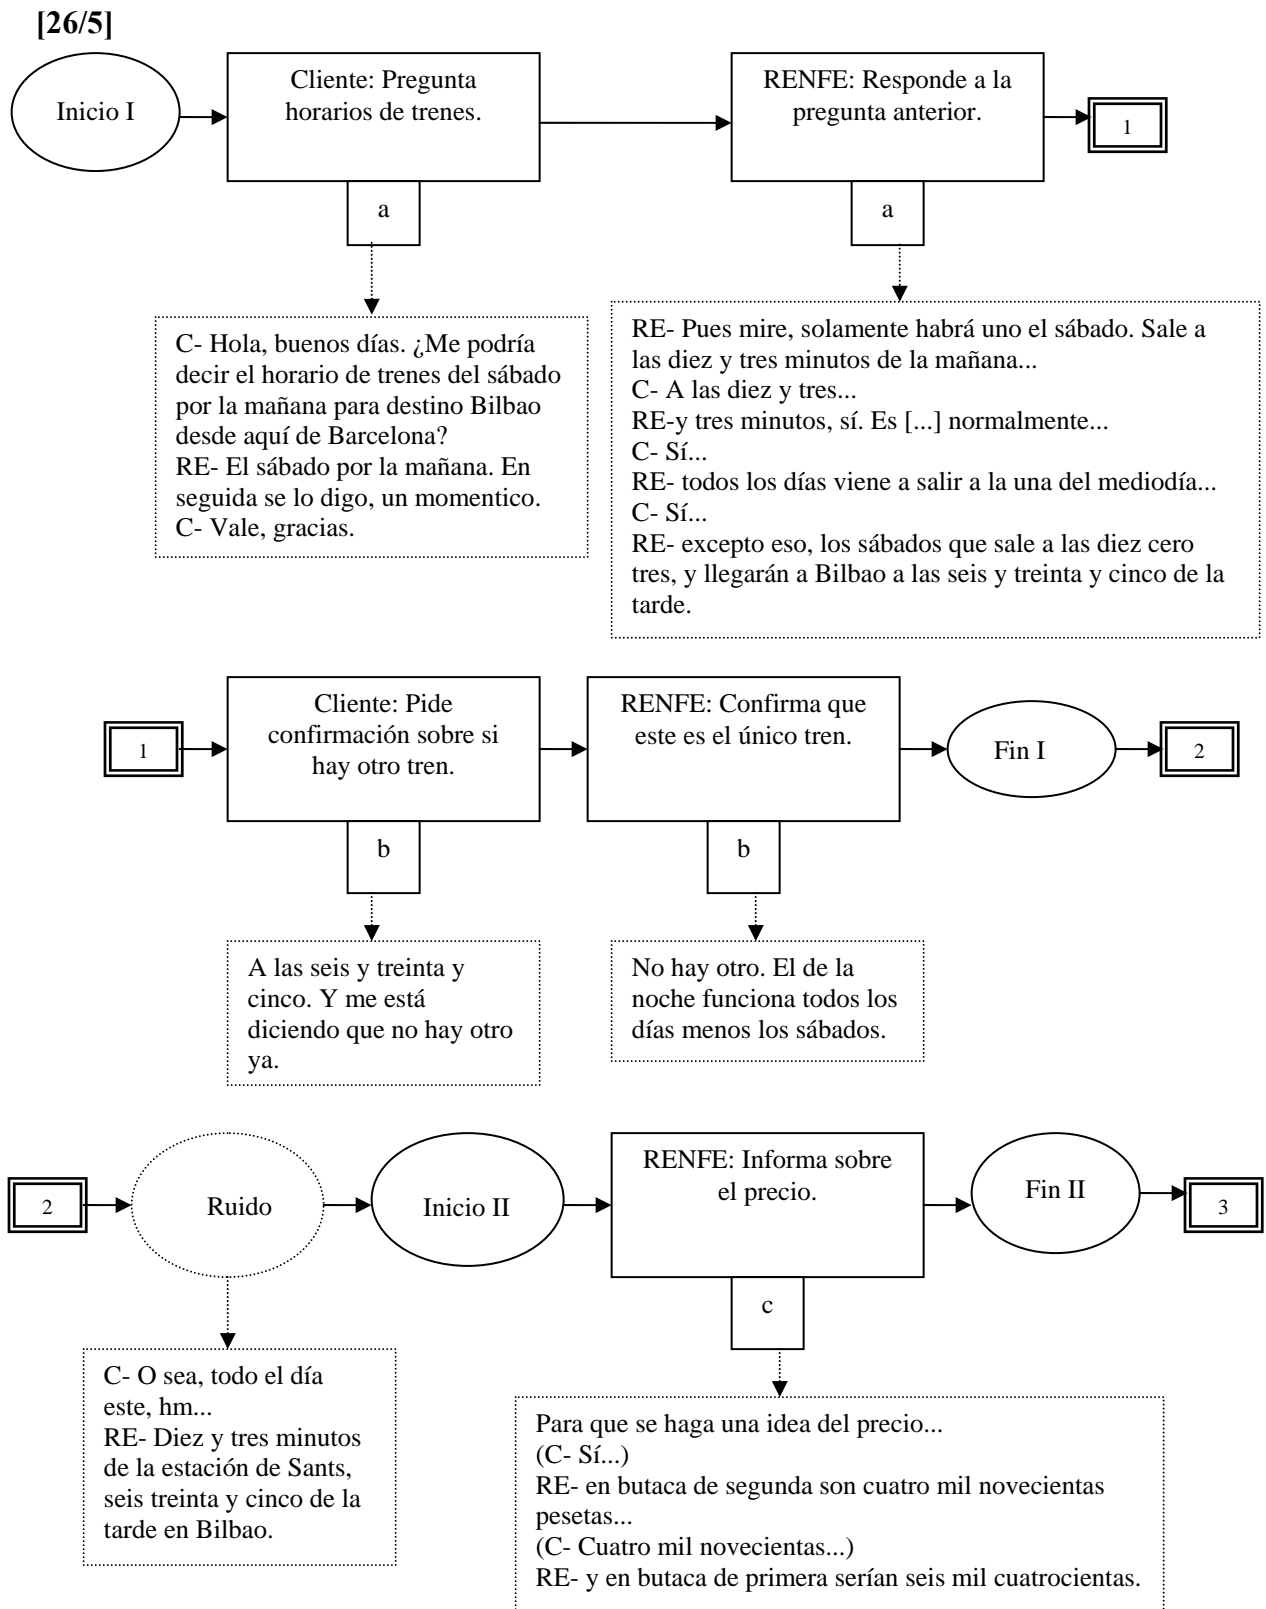 [26/5]
Inicio I
Cliente: Pregunta
horarios de trenes.
RENFE: Responde a la
pregunta anterior.
1
a
a
C- Hola, buenos días. ¿Me podría
decir el horario de trenes del sábado
por la mañana para destino Bilbao
desde aquí de Barcelona?
RE- El sábado por la mañana. En
seguida se lo digo, un momentico.
C- Vale, gracias.
RE- Pues mire, solamente habrá uno el sábado. Sale a
las diez y tres minutos de la mañana...
C- A las diez y tres...
RE-y tres minutos, sí. Es [...] normalmente...
C- Sí...
RE- todos los días viene a salir a la una del mediodía...
C- Sí...
RE- excepto eso, los sábados que sale a las diez cero
tres, y llegarán a Bilbao a las seis y treinta y cinco de la
tarde.
1
Cliente: Pide
confirmación sobre si
hay otro tren.
RENFE: Confirma que
este es el único tren.
Fin I
2
b
b
A las seis y treinta y
cinco. Y me está
diciendo que no hay otro
ya.
No hay otro. El de la
noche funciona todos los
días menos los sábados.
2
Ruido
Inicio II
RENFE: Informa sobre
el precio.
Fin II
3
c
C- O sea, todo el día
este, hm...
RE- Diez y tres minutos
de la estación de Sants,
seis treinta y cinco de la
tarde en Bilbao.
Para que se haga una idea del precio...
(C- Sí...)
RE- en butaca de segunda son cuatro mil novecientas
pesetas...
(C- Cuatro mil novecientas...)
RE- y en butaca de primera serían seis mil cuatrocientas.